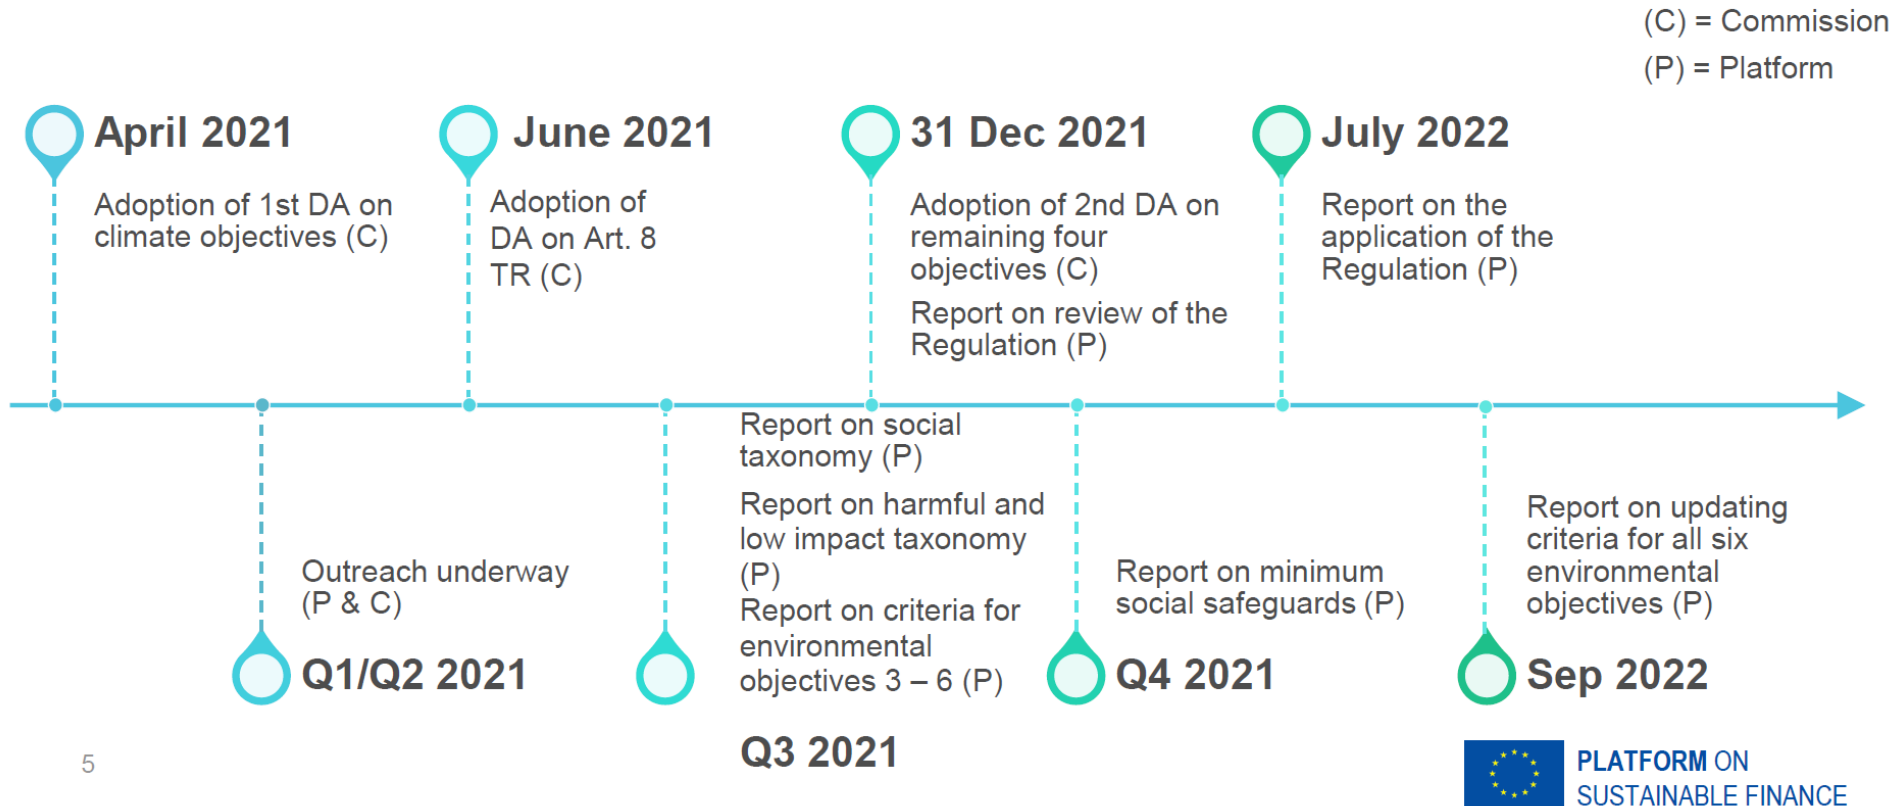 (C) = Commission
(P) = Platform
April 2021
Adoption of 1st DA on
climate objectives (C)
June 2021
Adoption of
DA on Art. 8
TR (C)
31 Dec 2021
Adoption of 2nd DA on
remaining four
objectives (C)
Report on review of the
Regulation (P)
July 2022
Report on the
application of the
Regulation (P)
Outreach underway
(P & C)
Q1/Q2 2021
Report on social
taxonomy (P)
Report on harmful and
low impact taxonomy
(P)
Report on criteria for
environmental
objectives 3 – 6 (P)
Q3 2021
Report on minimum
social safeguards (P)
Q4 2021
Report on updating
criteria for all six
environmental
objectives (P)
Sep 2022
5
PLATFORM ON
SUSTAINABLE FINANCE